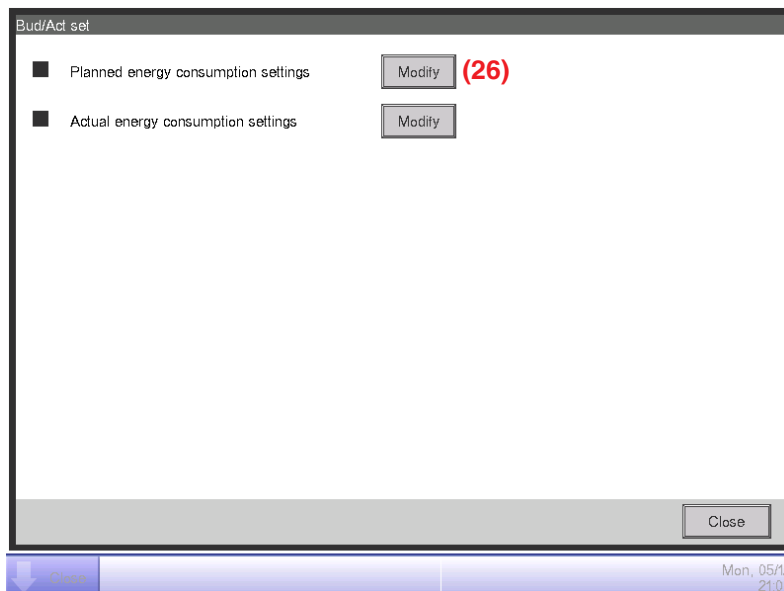 Bud/Act set
Planned energy consumption settings Modify (26)
Actual energy consumption settings Modify
Close
Close
Mon, 05/1
21:0